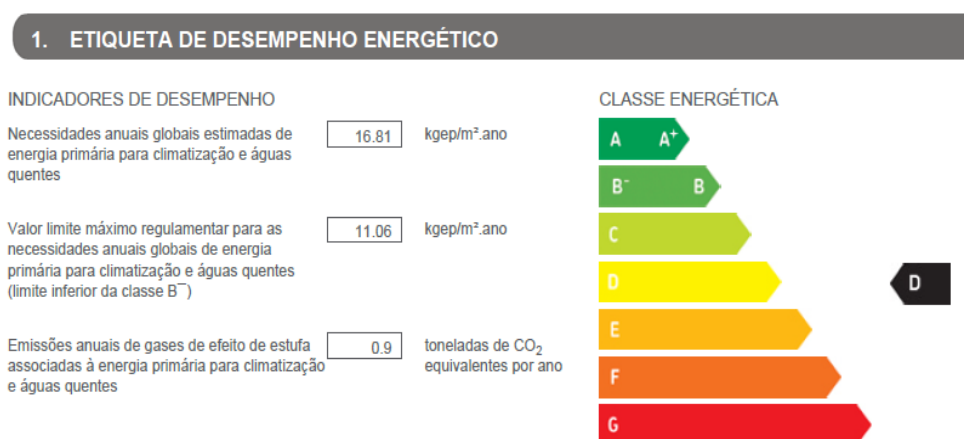 1. ETIQUETA DE DESEMPENHO ENERGÉTICO
INDICADORES DE DESEMPENHO
Necessidades anuais globais estimadas de
energia primária para climatização e águas
quentes
16.81
kgep/m².ano
Valor limite máximo regulamentar para as
necessidades anuais globais de energia
primária para climatização e águas quentes
(limite inferior da classe B⁻)
11.06
kgep/m².ano
Emissões anuais de gases de efeito de estufa
associadas à energia primária para climatização
e águas quentes
0.9
toneladas de CO₂
equivalentes por ano
CLASSE ENERGÉTICA
A A⁺
B⁻ B
C
D
D
E
F
G